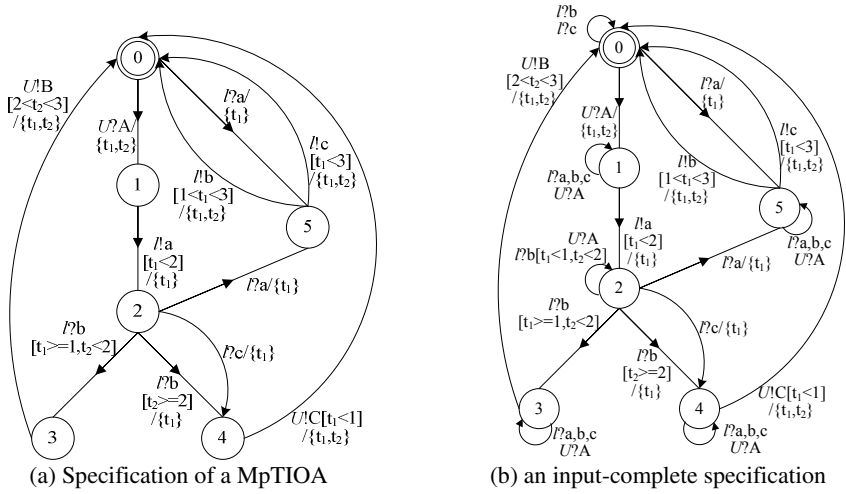 0
U!B
[2<t₂<3]
/{t₁,t₂}
l?a/
{t₁}
U?A/
{t₁,t₂}
l!c
[t₁<3]
/{t₁,t₂}
l!b
[1<t₁<3]
/{t₁,t₂}
1
5
l!a
[t₁<2]
/{t₁}
l?a/{t₁}
2
l?b
[t₁>=1,t₂<2]
l?c/{t₁}
l?b
[t₂>=2]
/{t₁}
U!C[t₁<1]
/{t₁,t₂}
3
4
(a) Specification of a MpTIOA
l?b
l?c
0
U!B
[2<t₂<3]
/{t₁,t₂}
l?a/
{t₁}
U?A/
{t₁,t₂}
l!c
[t₁<3]
/{t₁,t₂}
l!b
[1<t₁<3]
/{t₁,t₂}
1
l?a,b,c
U?A
5
l?a,b,c
U?A
l!a
[t₁<2]
/{t₁}
U?A
l?b[t₁<1,t₂<2]
l?a/{t₁}
2
l?b
[t₁>=1,t₂<2]
l?c/{t₁}
l?b
[t₂>=2]
/{t₁}
U!C[t₁<1]
/{t₁,t₂}
3
4
l?a,b,c
U?A
l?a,b,c
U?A
(b) an input-complete specification